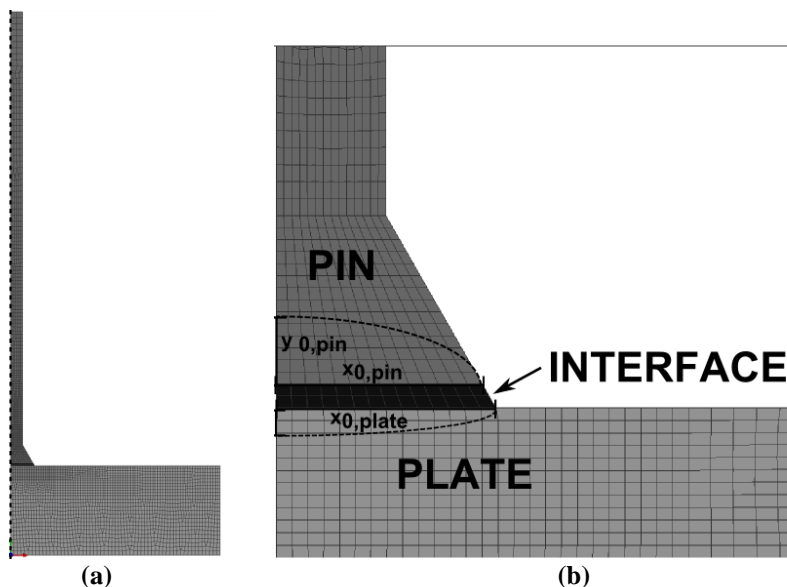 PIN
y 0,pin
x0,pin
INTERFACE
x0,plate
PLATE
(a)
(b)